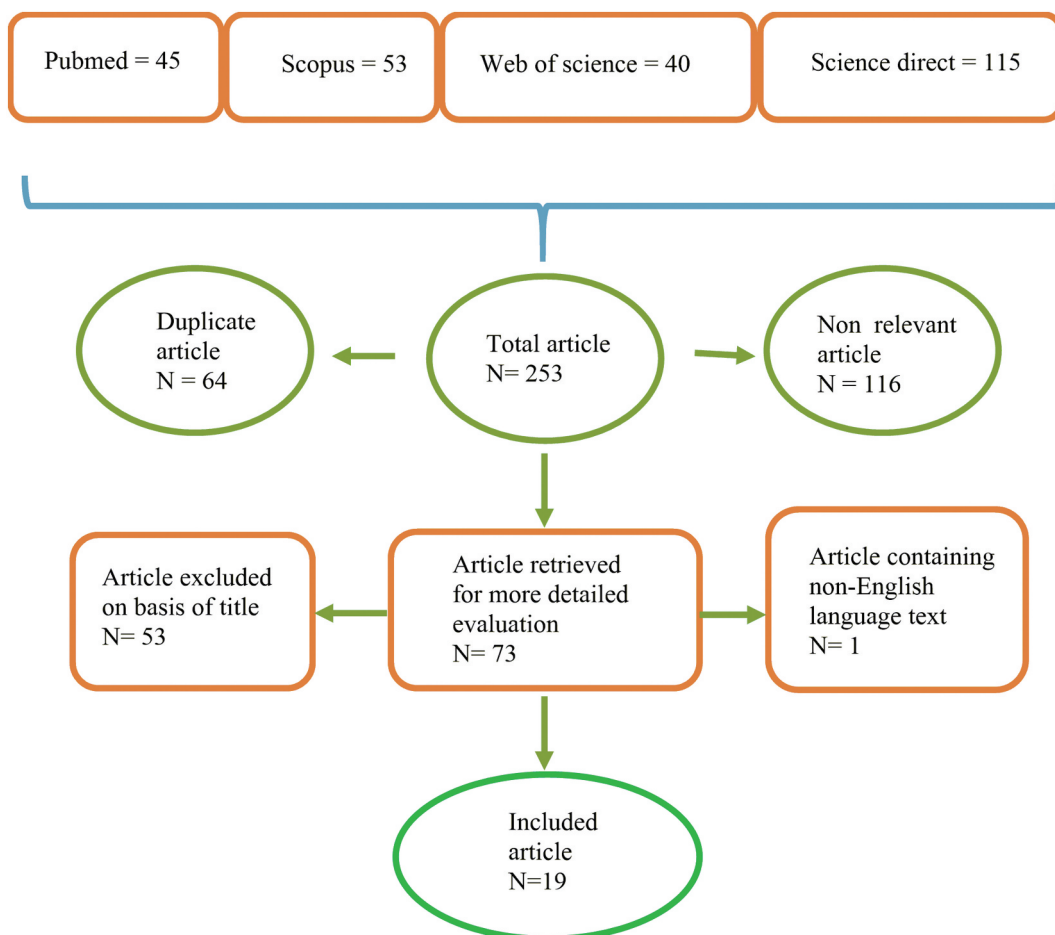 Pubmed = 45
Scopus = 53
Web of science = 40
Science direct = 115
Duplicate
article
N = 64
Total article
N= 253
Non relevant
article
N = 116
Article excluded
on basis of title
N= 53
Article retrieved
for more detailed
evaluation
N= 73
Article containing
non-English
language text
N= 1
Included
article
N=19